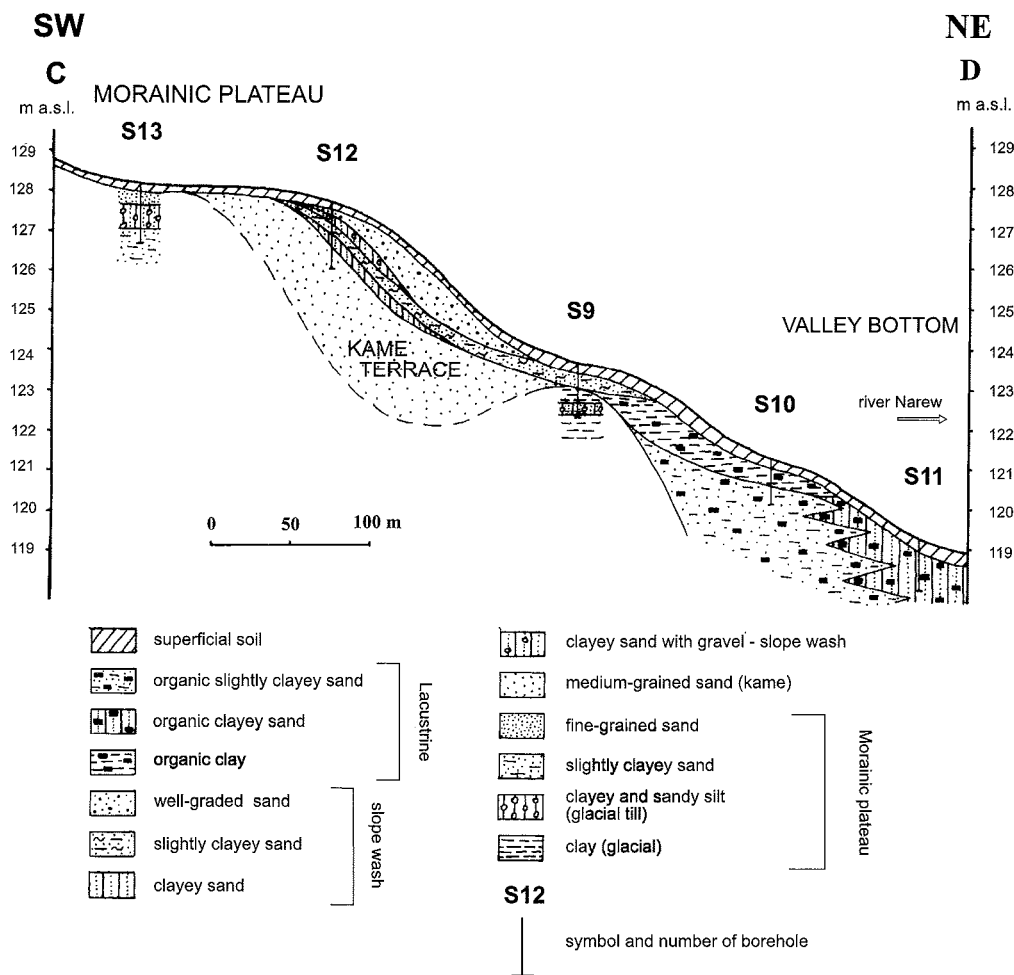 SW
NE
C
D
m a.s.l.
MORAINIC PLATEAU
m a.s.l.
S13
S12
129
128
127
126
125
124
123
122
121
120
119
129
128
127
126
125
124
123
122
121
120
119
S9
VALLEY BOTTOM
KAME
TERRACE
S10
river Narew
S11
0 50 100 m
superficial soil
organic slightly clayey sand
organic clayey sand
organic clay
Lacustrine
well-graded sand
slightly clayey sand
clayey sand
slope wash
clayey sand with gravel - slope wash
medium-grained sand (kame)
fine-grained sand
slightly clayey sand
clayey and sandy silt
(glacial till)
clay (glacial)
Morainic plateau
S12
symbol and number of borehole